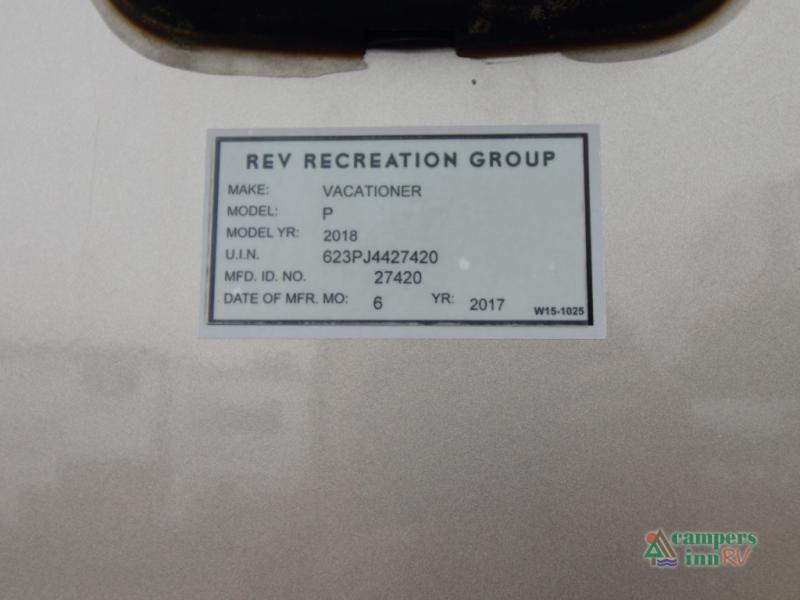 REV RECREATION GROUP
MAKE: VACATIONER
MODEL: P
MODEL YR: 2018
U.I.N. 623PJ4427420
MFD. ID. NO. 27420
DATE OF MFR. MO: 6 YR: 2017
W15-1025
campers
inn RV